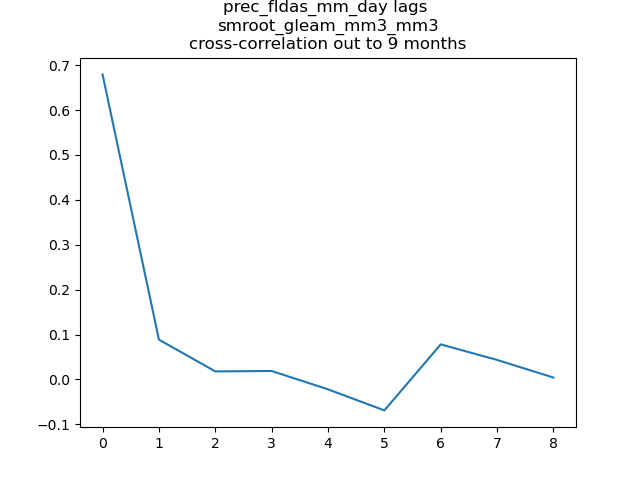 prec_fldas_mm_day lags
smroot_gleam_mm3_mm3
cross-correlation out to 9 months
0.7
0.6
0.5
0.4
0.3
0.2
0.1
0.0
−0.1
0 1 2 3 4 5 6 7 8